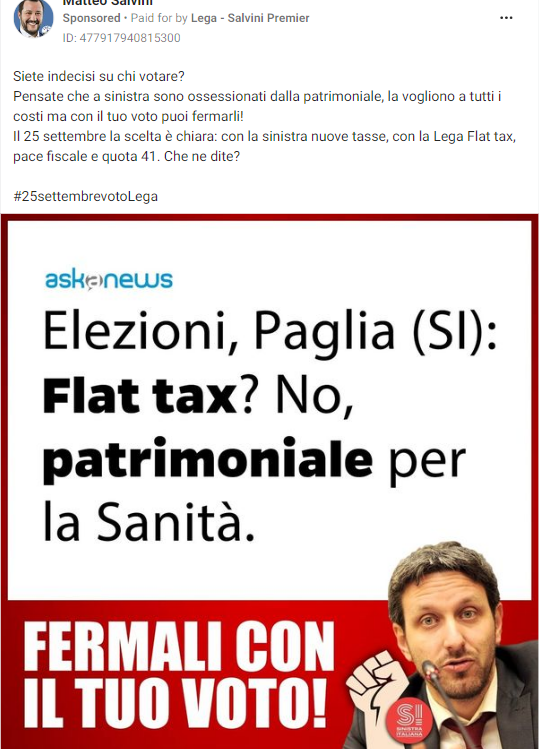 Matteo Salvini
Sponsored • Paid for by Lega - Salvini Premier
ID: 477917940815300
Siete indecisi su chi votare?
Pensate che a sinistra sono ossessionati dalla patrimoniale, la vogliono a tutti i
costi ma con il tuo voto puoi fermarli!
Il 25 settembre la scelta è chiara: con la sinistra nuove tasse, con la Lega Flat tax,
pace fiscale e quota 41. Che ne dite?
#25settembrevotoLega
askanews
Elezioni, Paglia (SI):
Flat tax? No,
patrimoniale per
la Sanità.
FERMALI CON
IL TUO VOTO!
SI
SINISTRA
ITALIANA